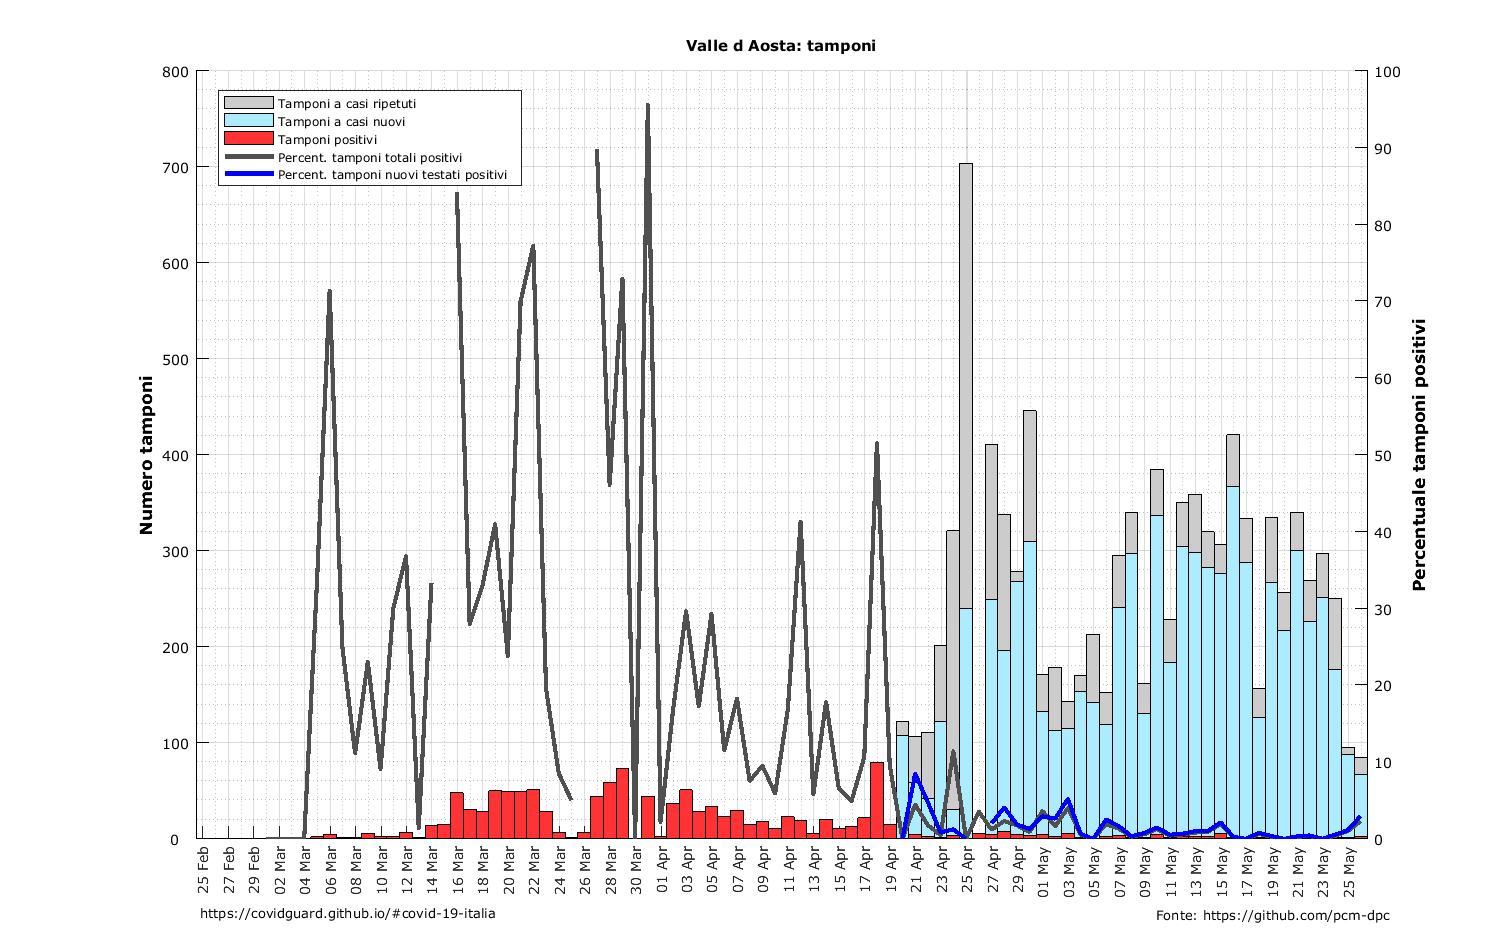 Valle d Aosta: tamponi
Tamponi a casi ripetuti
Tamponi a casi nuovi
Tamponi positivi
Percent. tamponi totali positivi
Percent. tamponi nuovi testati positivi
Numero tamponi
800
700
600
500
400
300
200
100
0
Percentuale tamponi positivi
100
90
80
70
60
50
40
30
20
10
0
25 Feb
27 Feb
29 Feb
02 Mar
04 Mar
06 Mar
08 Mar
10 Mar
12 Mar
14 Mar
16 Mar
18 Mar
20 Mar
22 Mar
24 Mar
26 Mar
28 Mar
30 Mar
01 Apr
03 Apr
05 Apr
07 Apr
09 Apr
11 Apr
13 Apr
15 Apr
17 Apr
19 Apr
21 Apr
23 Apr
25 Apr
27 Apr
29 Apr
01 May
03 May
05 May
07 May
09 May
11 May
13 May
15 May
17 May
19 May
21 May
23 May
25 May
https://covidguard.github.io/#covid-19-italia
Fonte: https://github.com/pcm-dpc